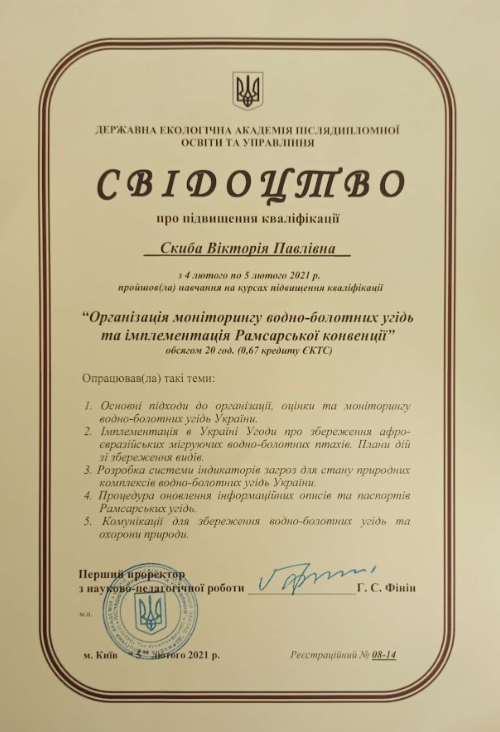 ДЕРЖАВНА ЕКОЛОГІЧНА АКАДЕМІЯ ПІСЛЯДИПЛОМНОЇ
ОСВІТИ ТА УПРАВЛІННЯ
СВІДОЦТВО
про підвищення кваліфікації
Скиба Вікторія Павлівна
з 4 лютого по 5 лютого 2021 р.
пройшов(ла) навчання на курсах підвищення кваліфікації
“Організація моніторингу водно-болотних угідь
та імплементація Рамсарської конвенції”
обсягом 20 год. (0,67 кредиту ЄКТС)
Опрацював(ла) такі теми:
1. Основні підходи до організації, оцінки та моніторингу
водно-болотних угідь України.
2. Імплементація в Україні Угоди про збереження афро-
євразійських мігруючих водно-болотних птахів. Плани дій
зі збереження видів.
3. Розробка системи індикаторів загроз для стану природних
комплексів водно-болотних угідь України.
4. Процедура оновлення інформаційних описів та паспортів
Рамсарських угідь.
5. Комунікації для збереження водно-болотних угідь та
охорони природи.
Перший проректор
з науково-педагогічної роботи Г. С. Фінін
м.п.
м. Київ 5 лютого 2021 р. Реєстраційний № 08-14